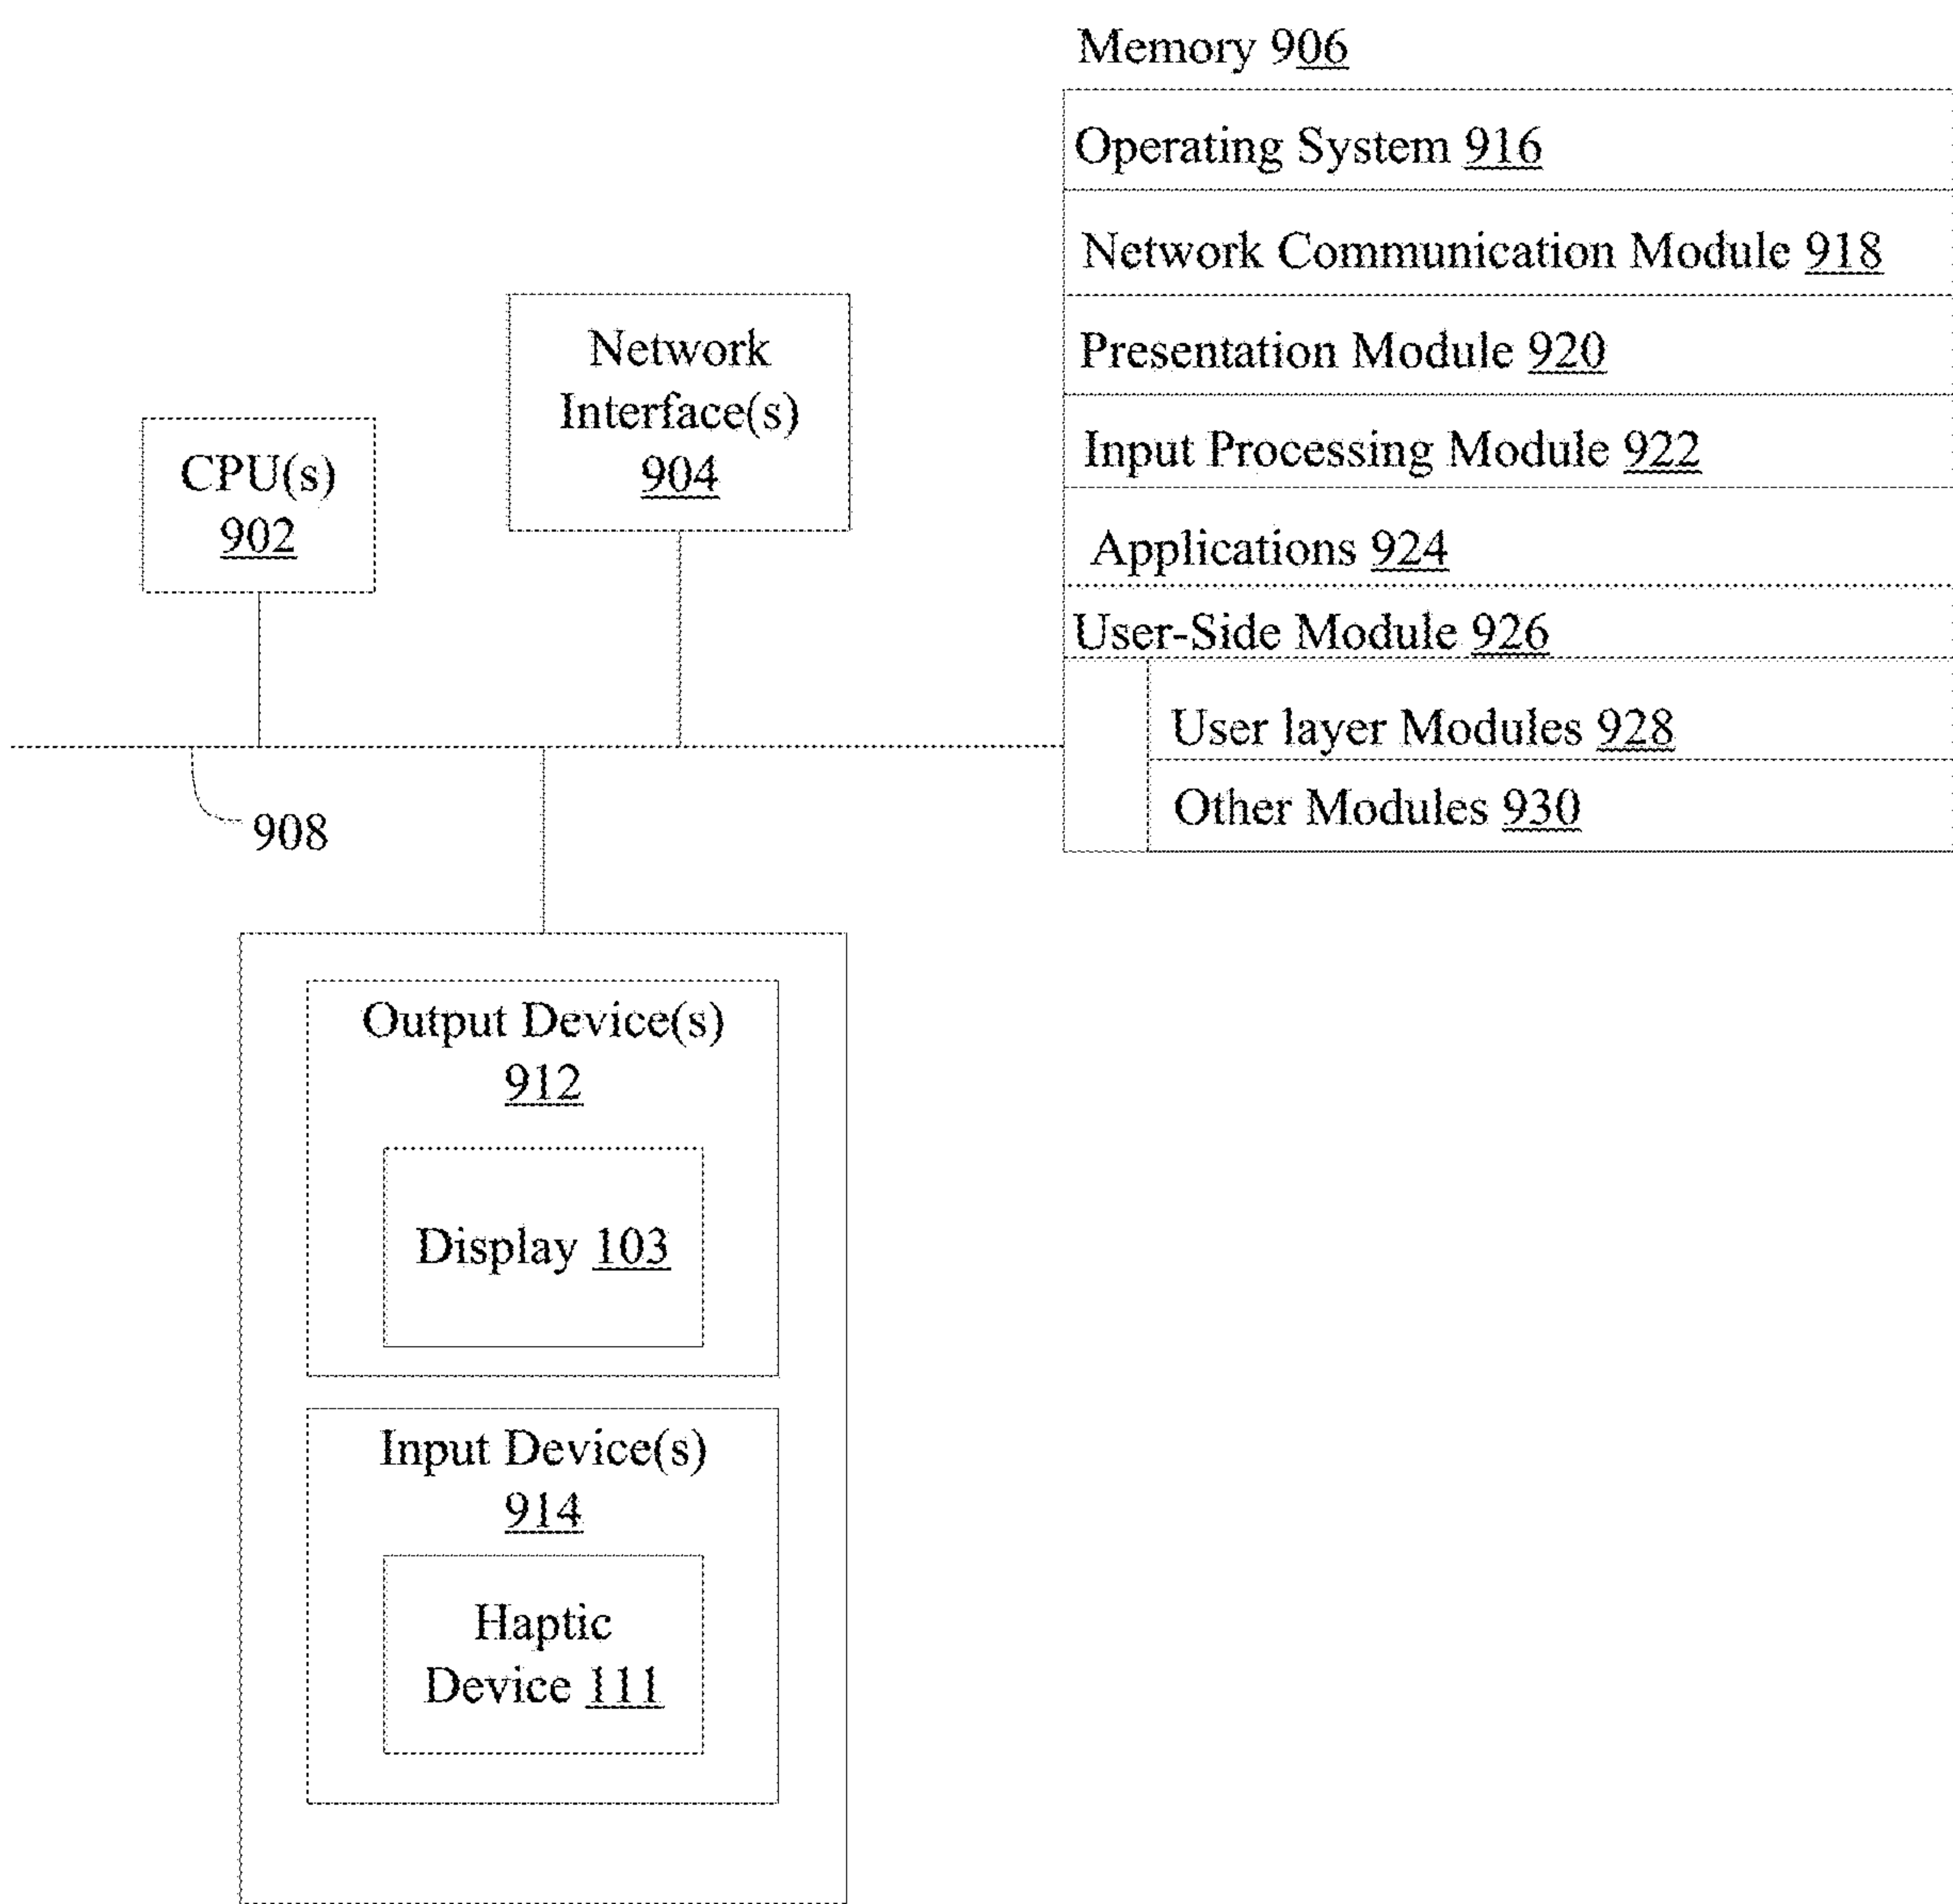 Memory 906
Operating System 916
Network Communication Module 918
Presentation Module 920
Input Processing Module 922
Applications 924
User-Side Module 926
User layer Modules 928
Other Modules 930
Network
Interface(s)
904
CPU(s)
902
908
Output Device(s)
912
Display 103
Input Device(s)
914
Haptic
Device 111